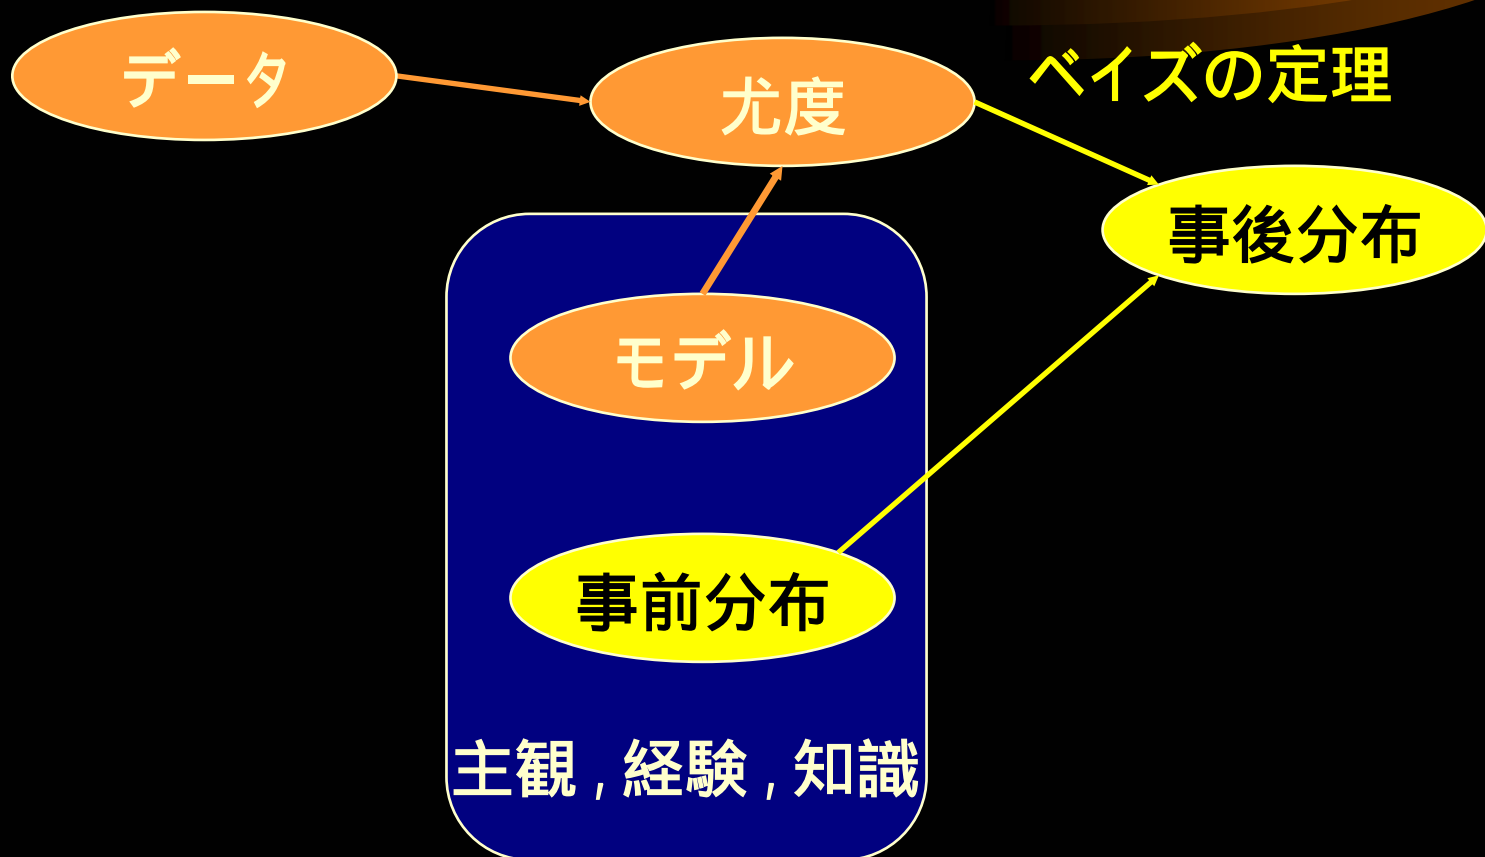 データ
尤度
ベイズの定理
事後分布
モデル
事前分布
主観 , 経験 , 知識